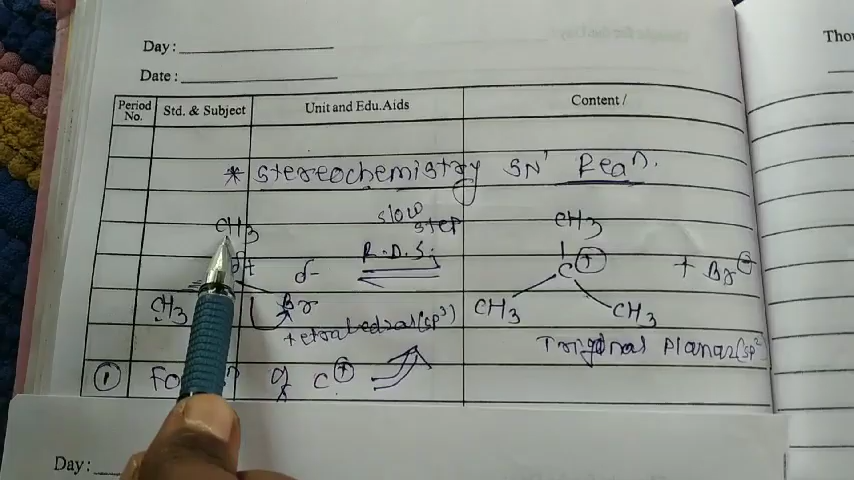 Day:
Date:
Thou
Period No. Std. & Subject Unit and Edu.Aids Content /
* Stereochemistry SN¹ Reaⁿ.
CH3 slow step CH3
δ+ δ- R.D.S; C⊕ + Br⊖
CH3 Br CH3 CH3
tetrahedral(sp³) Trigonal Planar(sp²
① of C⊕
Day: